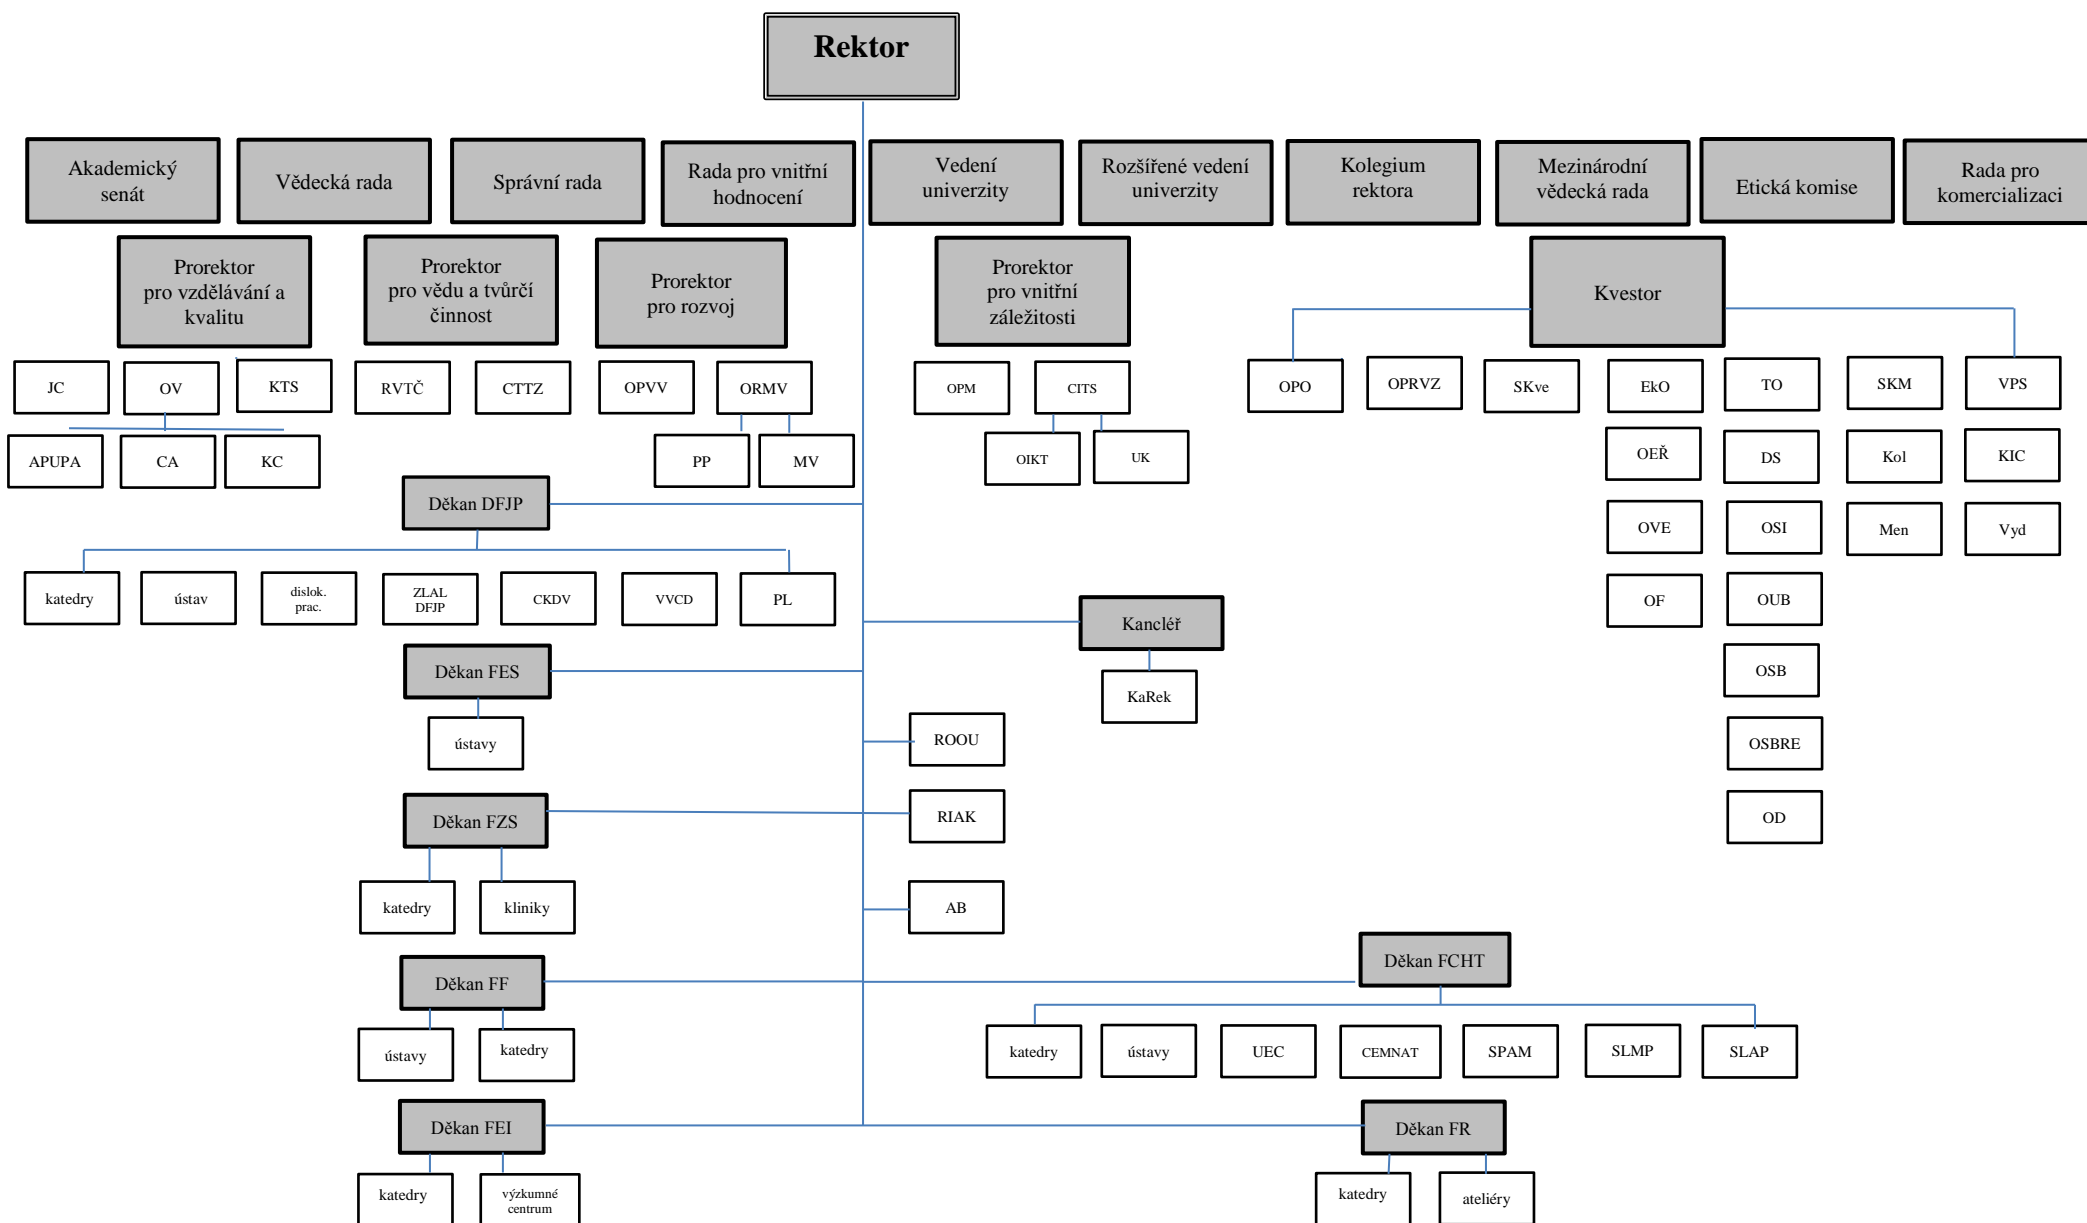 Rektor
Akademický
senát
Vědecká rada
Správní rada
Rada pro vnitřní
hodnocení
Vedení
univerzity
Rozšířené vedení
univerzity
Kolegium
rektora
Mezinárodní
vědecká rada
Etická komise
Rada pro
komercializaci
Prorektor
pro vzdělávání a
kvalitu
Prorektor
pro vědu a tvůrčí
činnost
Prorektor
pro rozvoj
Prorektor
pro vnitřní
záležitosti
Kvestor
JC
OV
KTS
RVTČ
CTTZ
OPVV
ORMV
OPM
CITS
OPO
OPRVZ
SKve
EkO
TO
SKM
VPS
APUPA
CA
KC
PP
MV
OIKT
UK
OEŘ
DS
Kol
KIC
Děkan DFJP
OVE
OSI
Men
Vyd
katedry
ústav
dislok.
prac.
ZLAL
DFJP
CKDV
VVCD
PL
OF
OUB
Kancléř
Děkan FES
KaRek
OSB
ústavy
ROOU
OSBRE
Děkan FZS
RIAK
OD
katedry
kliniky
AB
Děkan FF
Děkan FCHT
ústavy
katedry
katedry
ústavy
UEC
CEMNAT
SPAM
SLMP
SLAP
Děkan FEI
Děkan FR
katedry
výzkumné
centrum
katedry
ateliéry